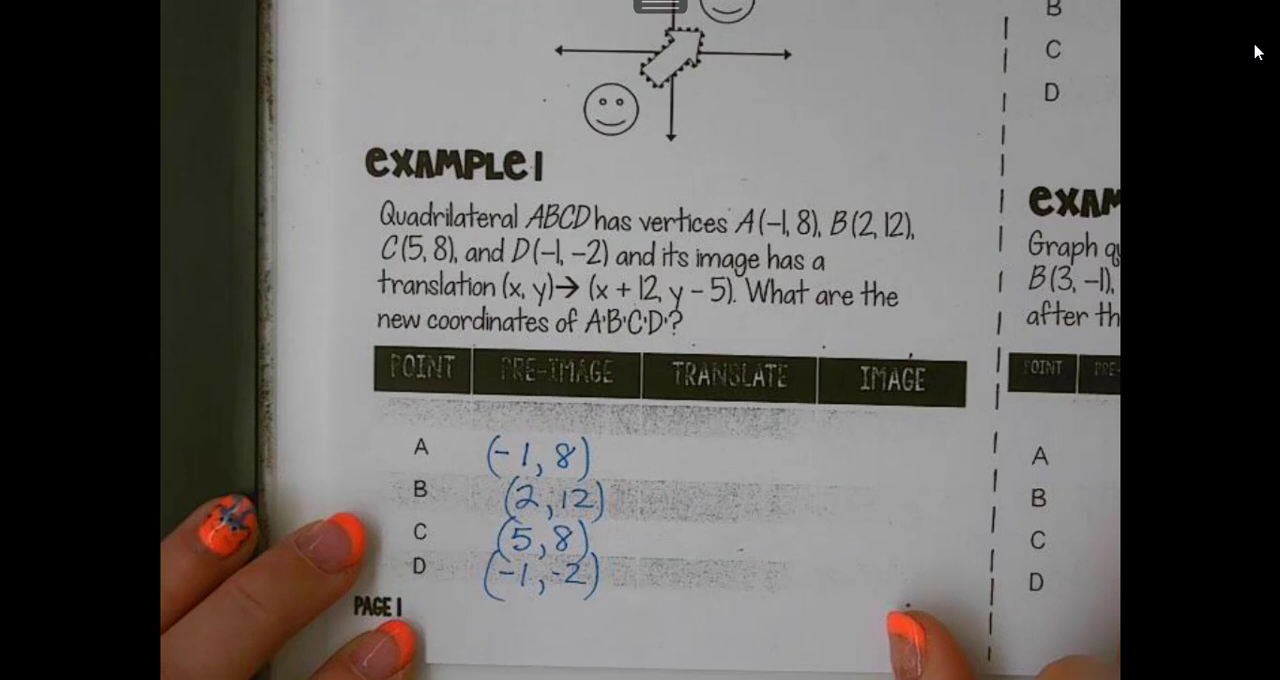 B
C
D
EXAMPLE 1
Quadrilateral ABCD has vertices A(-1, 8), B(2, 12),
C(5, 8), and D(-1, -2) and its image has a
translation (x, y)→ (x + 12, y - 5). What are the
new coordinates of A'B'C'D'?
POINT PRE-IMAGE TRANSLATE IMAGE
A (-1, 8)
B (2, 12)
C (5, 8)
D (-1, -2)
PAGE 1
EXAM
Graph
B(3, -1),
after th
POINT PRE-
A
B
C
D